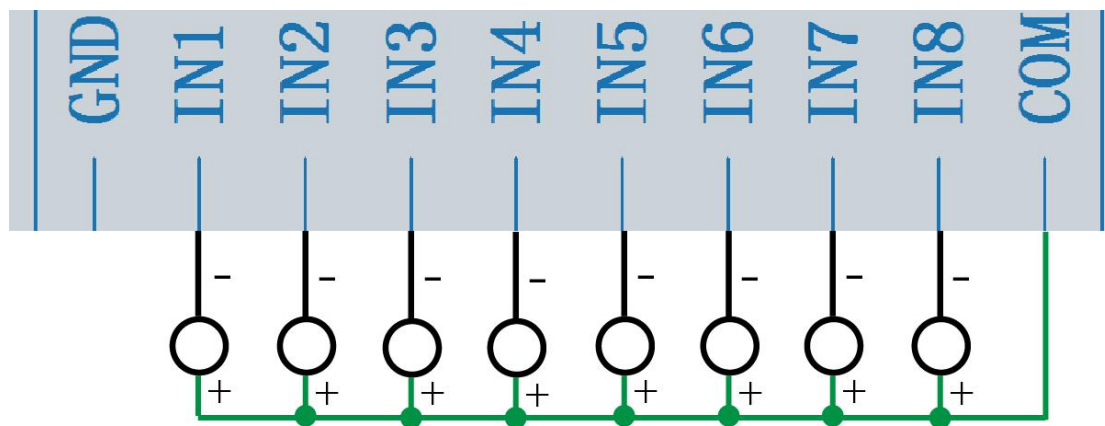 GND IN1 IN2 IN3 IN4 IN5 IN6 IN7 IN8 COM
- - - - - - - -
+ + + + + + + +